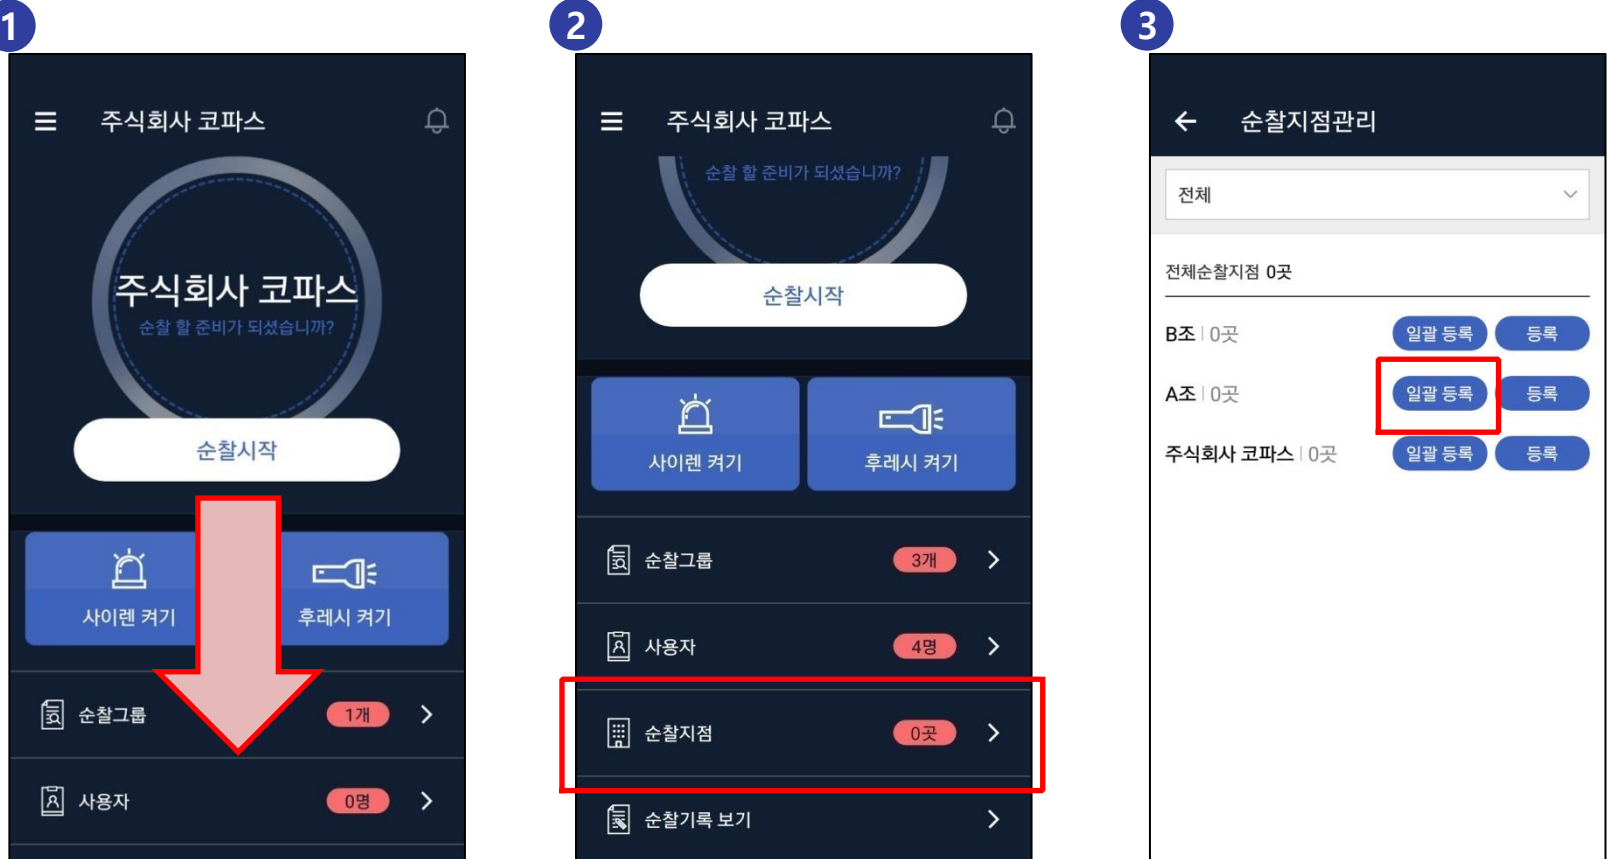 1
주식회사 코파스
주식회사 코파스
순찰 할 준비가 되셨습니까?
순찰시작
사이렌 켜기
후레시 켜기
순찰그룹 1개
사용자 0명
2
주식회사 코파스
순찰 할 준비가 되셨습니까?
순찰시작
사이렌 켜기
후레시 켜기
순찰그룹 3개
사용자 4명
순찰지점 0곳
순찰기록 보기
3
순찰지점관리
전체
전체순찰지점 0곳
B조 | 0곳 일괄 등록 등록
A조 | 0곳 일괄 등록 등록
주식회사 코파스 | 0곳 일괄 등록 등록